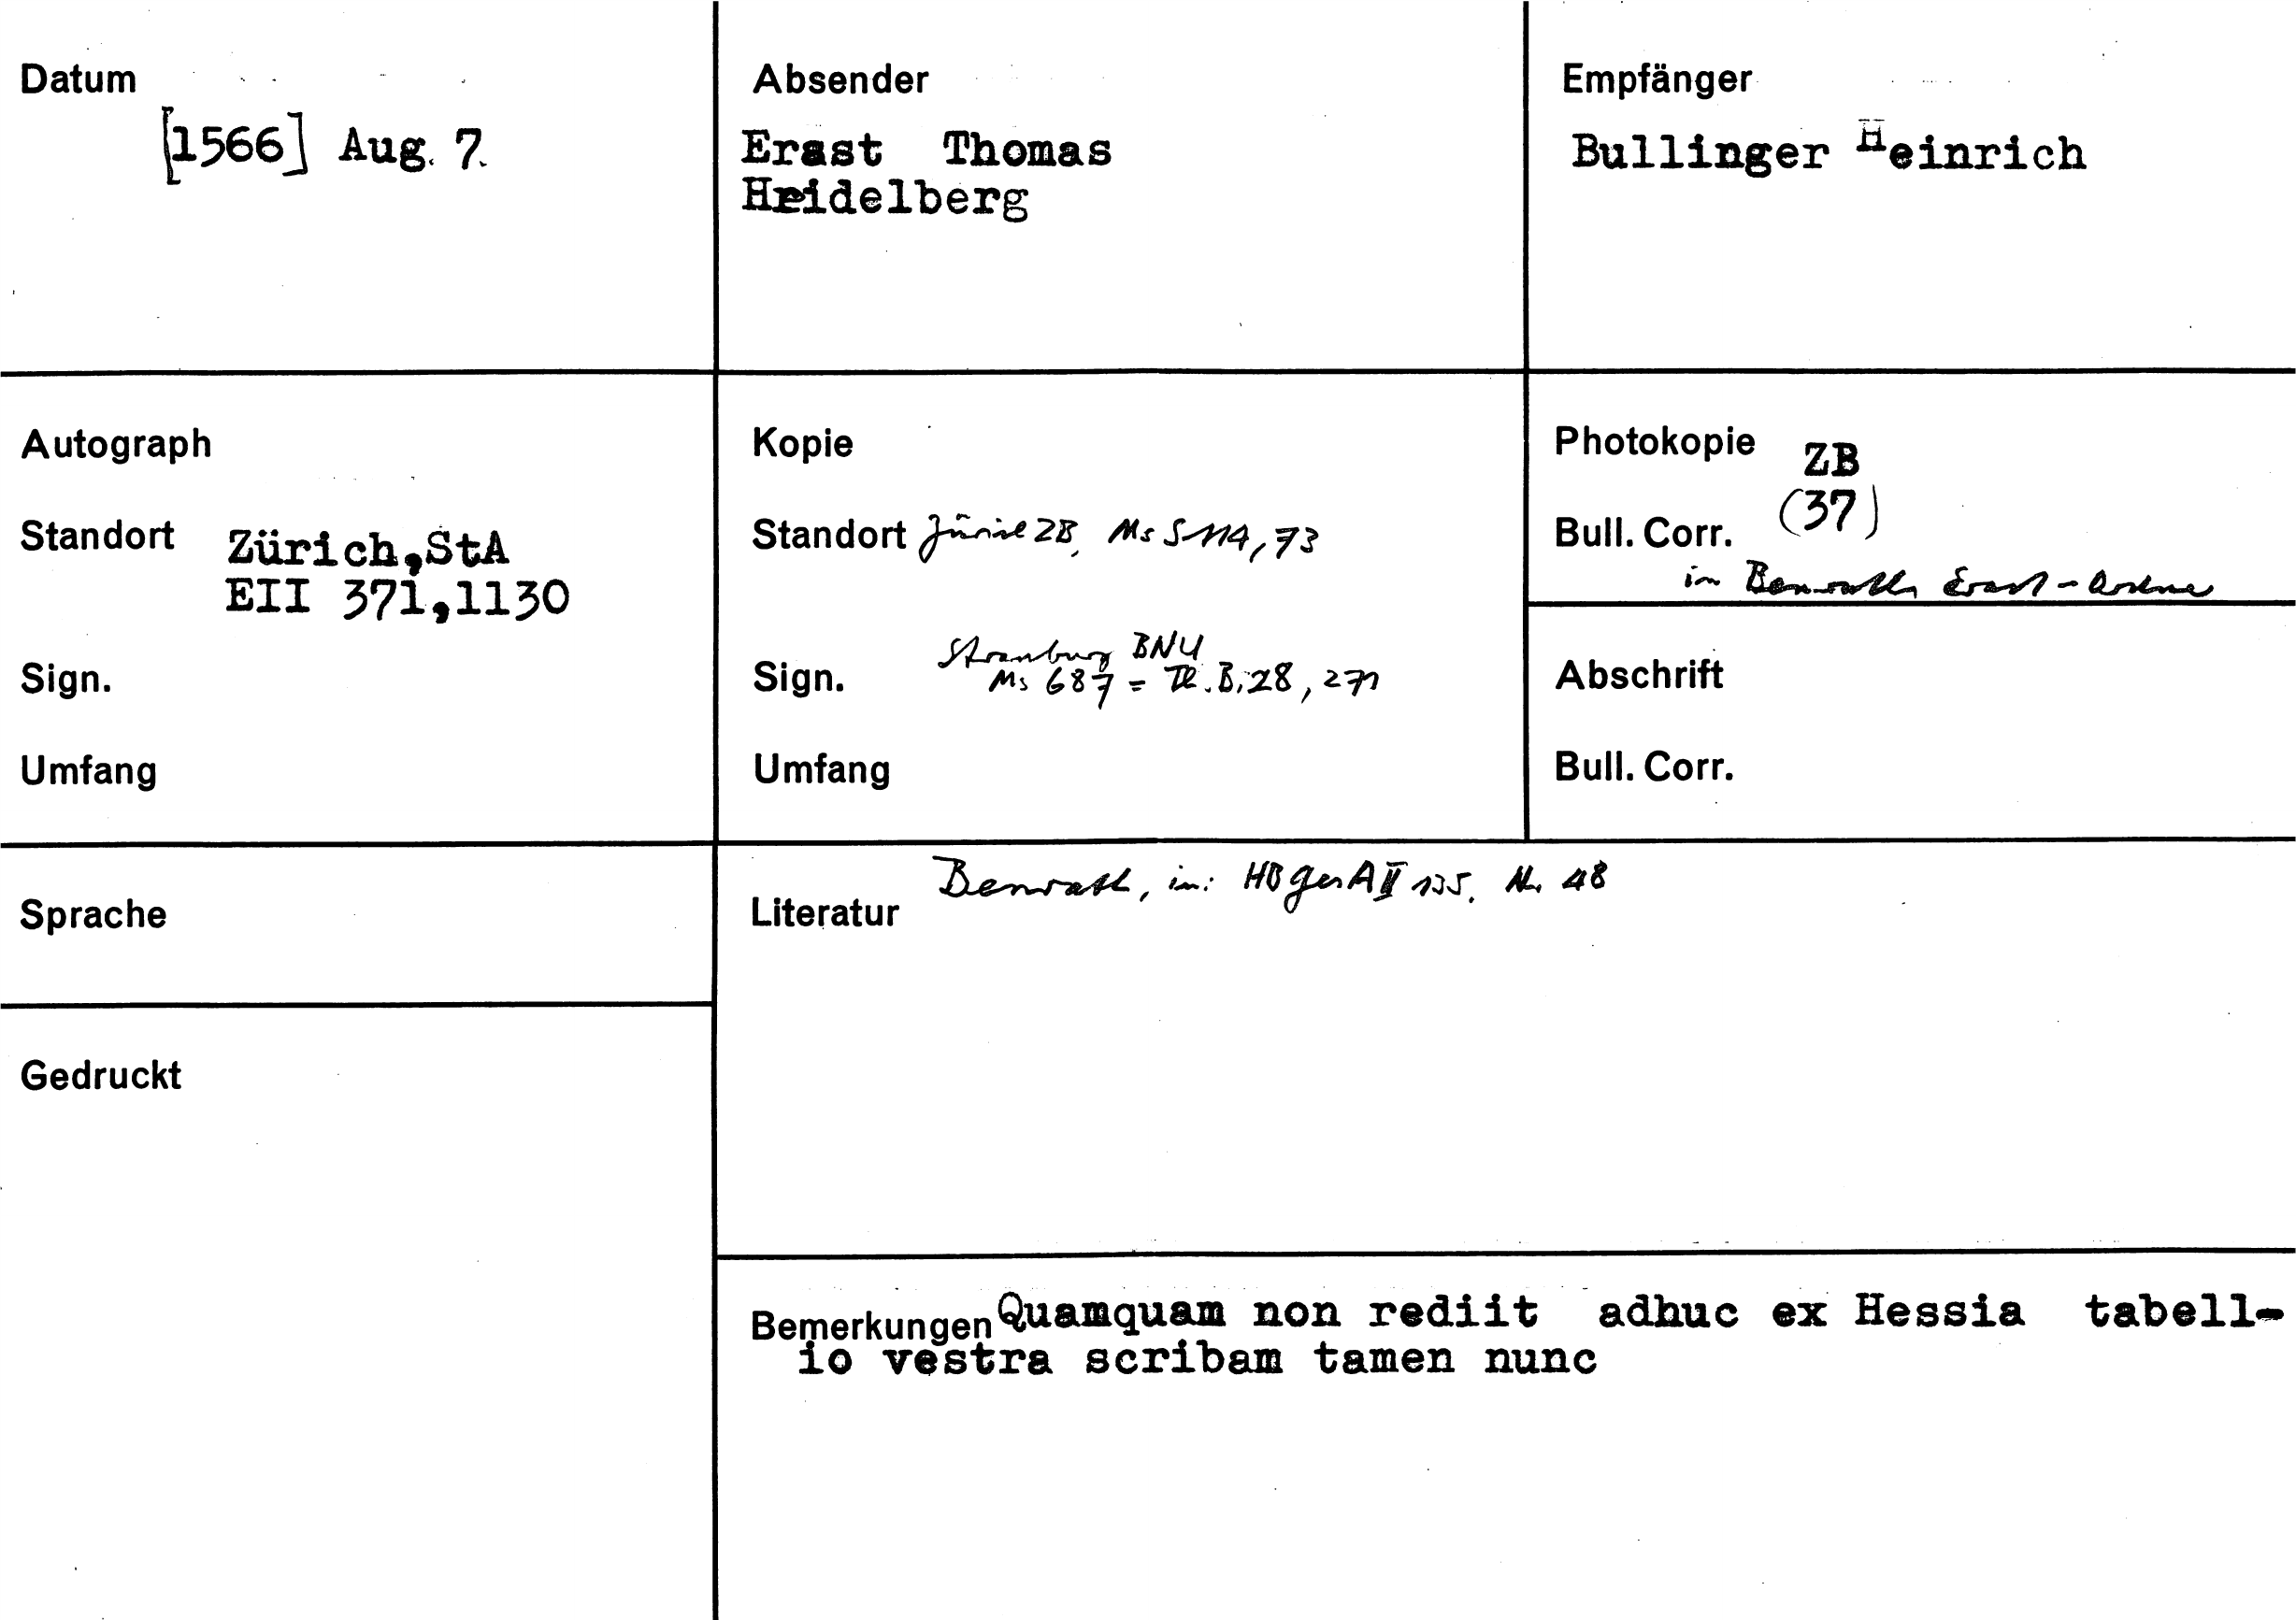 Datum
[1566] Aug. 7.
Absender
Erast Thomas
Heidelberg
Empfänger
Bullinger Heinrich
Autograph
Standort Zürich,StA
EII 371,1130
Sign.
Umfang
Kopie
Standort Zürich ZB, Ms S 114, 73
Strassburg BNU
Sign. Ms 687 = Th. B. 28, 271
Umfang
Photokopie ZB
(37)
Bull. Corr.
in Benrath, Erast-Ordner
Abschrift
Bull. Corr.
Sprache
Gedruckt
Benrath, in: HBGesA II 135, Nr. 48
Literatur
Bemerkungen Quamquam non rediit adhuc ex Hessia tabell-
io vestra scribam tamen nunc